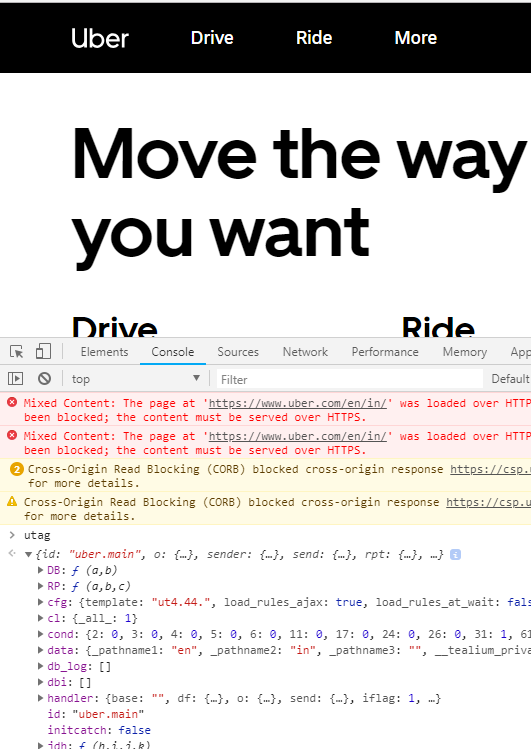 Uber Drive Ride More
Move the way
you want
Drive Ride
Elements Console Sources Network Performance Memory App
top Filter Default
Mixed Content: The page at 'https://www.uber.com/en/in/' was loaded over HTTP
been blocked; the content must be served over HTTPS.
Mixed Content: The page at 'https://www.uber.com/en/in/' was loaded over HTTP
been blocked; the content must be served over HTTPS.
2 Cross-Origin Read Blocking (CORB) blocked cross-origin response https://csp.u
for more details.
Cross-Origin Read Blocking (CORB) blocked cross-origin response https://csp.u
for more details.
> utag
{id: "uber.main", o: {…}, sender: {…}, send: {…}, rpt: {…}, …} i
DB: ƒ (a,b)
RP: ƒ (a,b,c)
cfg: {template: "ut4.44.", load_rules_ajax: true, load_rules_at_wait: fals
cl: {_all_: 1}
cond: {2: 0, 3: 0, 4: 0, 5: 0, 6: 0, 11: 0, 17: 0, 24: 0, 26: 0, 31: 1, 61
data: {_pathname1: "en", _pathname2: "in", _pathname3: "", __tealium_priva
db_log: []
dbi: []
handler: {base: "", df: {…}, o: {…}, send: {…}, iflag: 1, …}
id: "uber.main"
initcatch: false
jdh: ƒ (h,i,j,k)